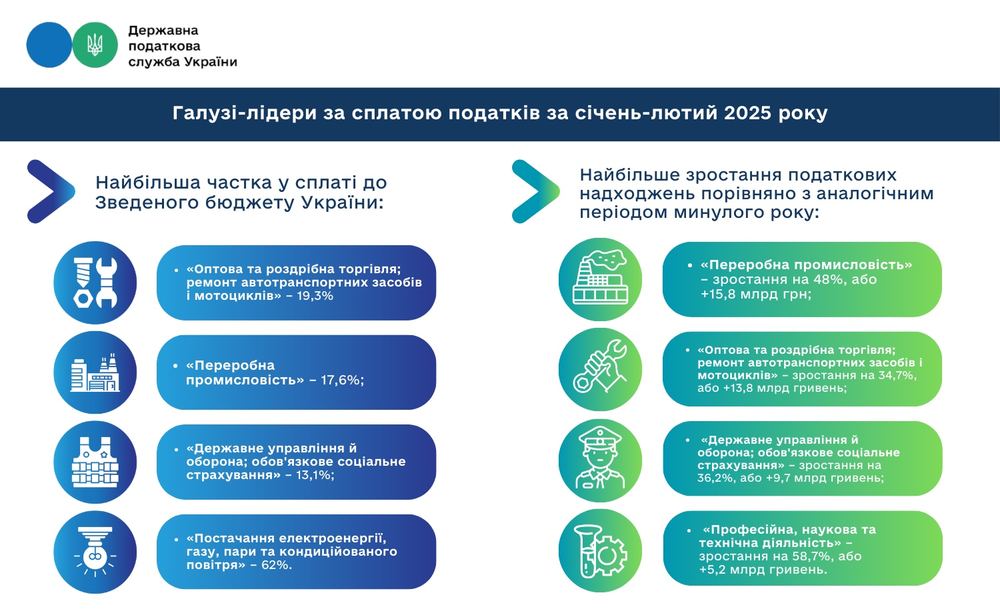 Державна
податкова
служба України
Галузі-лідери за сплатою податків за січень-лютий 2025 року
Найбільша частка у сплаті до
Зведеного бюджету України:
• «Оптова та роздрібна торгівля;
ремонт автотранспортних засобів
і мотоциклів» – 19,3%
• «Переробна
промисловість» – 17,6%;
• «Державне управління й
оборона; обов'язкове соціальне
страхування» – 13,1%;
• «Постачання електроенергії,
газу, пари та кондиційованого
повітря» – 62%.
Найбільше зростання податкових
надходжень порівняно з аналогічним
періодом минулого року:
• «Переробна промисловість»
– зростання на 48%, або
+15,8 млрд грн;
• «Оптова та роздрібна торгівля;
ремонт автотранспортних засобів і
мотоциклів» – зростання на 34,7%,
або +13,8 млрд гривень;
• «Державне управління й
оборона; обов'язкове соціальне
страхування» – зростання на
36,2%, або +9,7 млрд гривень;
• «Професійна, наукова та
технічна діяльність» –
зростання на 58,7%, або
+5,2 млрд гривень.